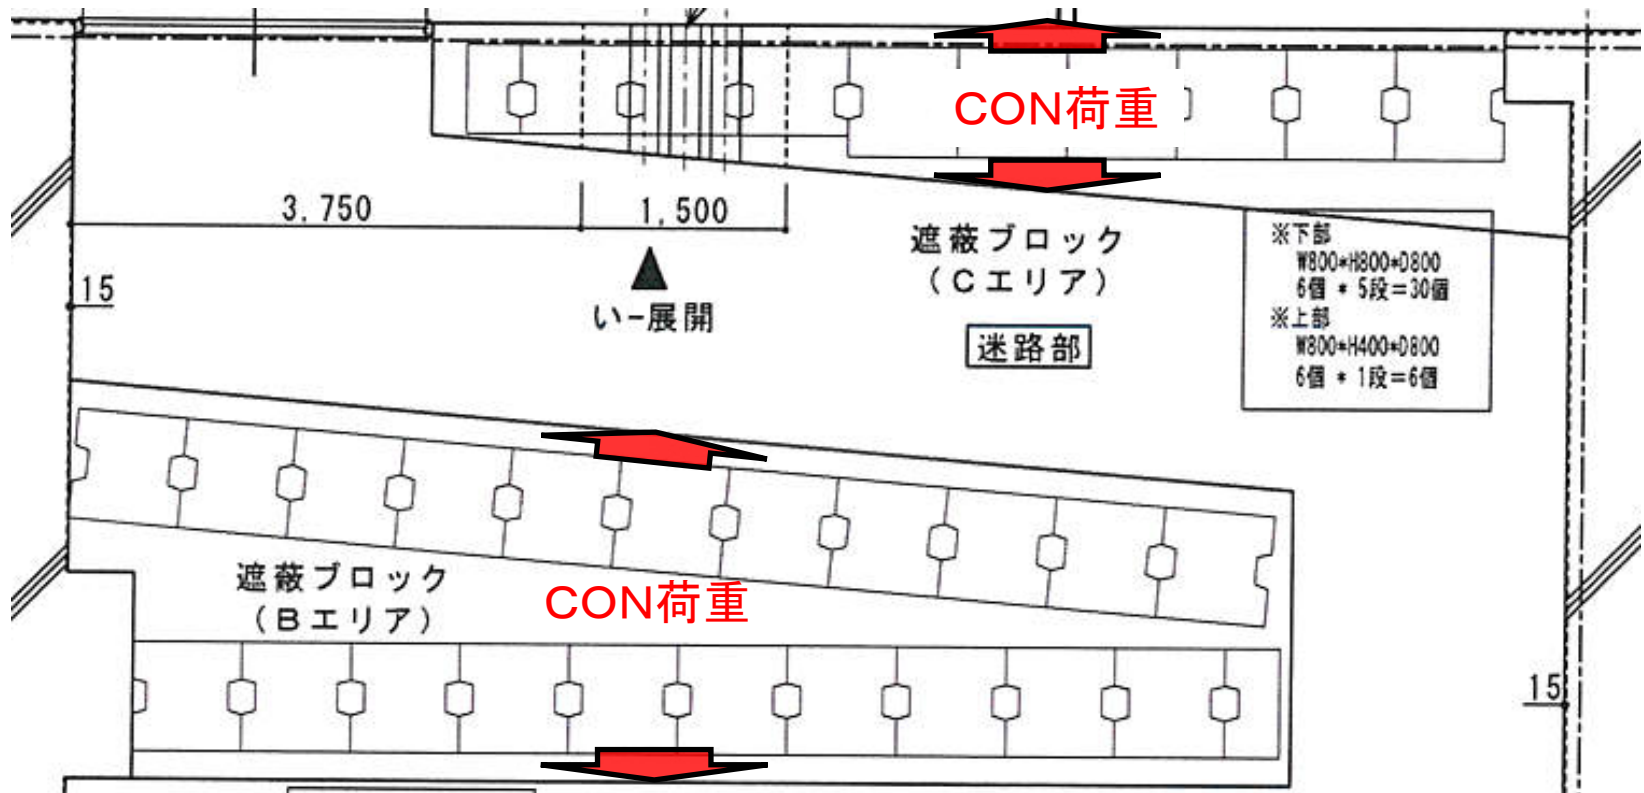 CON荷重
3,750
1,500
遮蔽ブロック
(Cエリア)
※下部
W800*H800*D800
6個 * 5段=30個
※上部
W800*H400*D800
6個 * 1段=6個
15
い-展開
迷路部
遮蔽ブロック
(Bエリア)
CON荷重
15